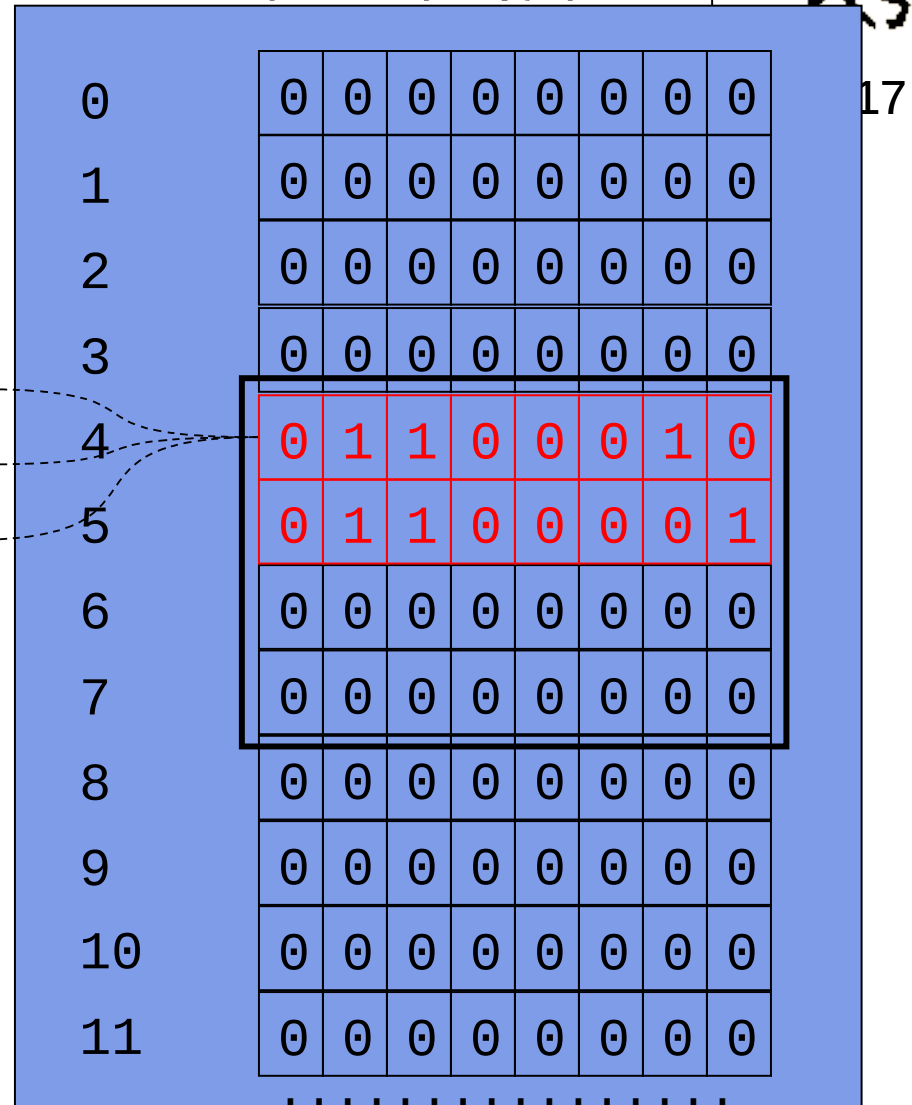 0 0 0 0 0 0 0 0 0
17
1 0 0 0 0 0 0 0 0
2 0 0 0 0 0 0 0 0
3 0 0 0 0 0 0 0 0
4 0 1 1 0 0 0 1 0
5 0 1 1 0 0 0 0 1
6 0 0 0 0 0 0 0 0
7 0 0 0 0 0 0 0 0
8 0 0 0 0 0 0 0 0
9 0 0 0 0 0 0 0 0
10 0 0 0 0 0 0 0 0
11 0 0 0 0 0 0 0 0